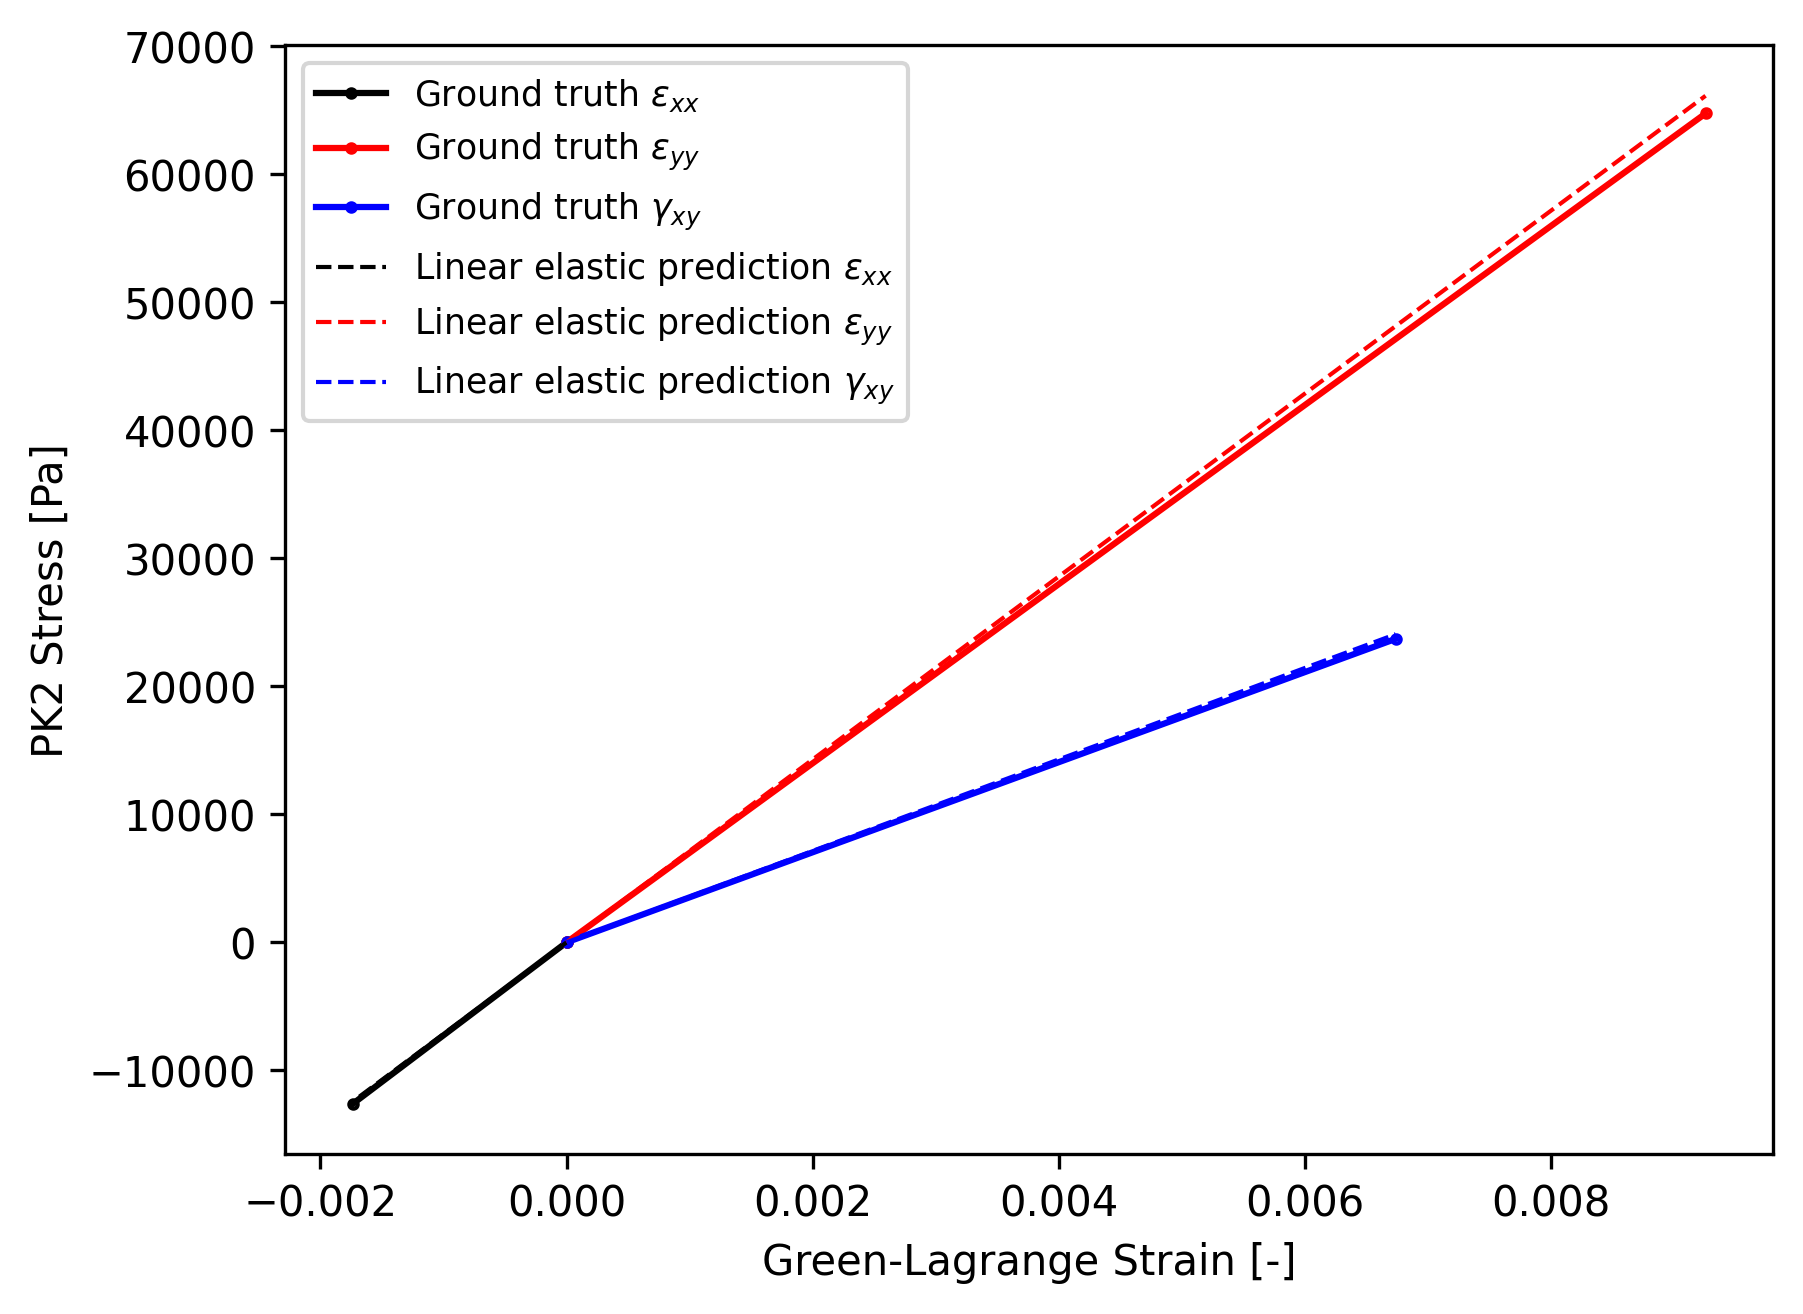 70000
60000
50000
40000
30000
20000
10000
0
−10000
PK2 Stress [Pa]
Ground truth εxx
Ground truth εyy
Ground truth γxy
Linear elastic prediction εxx
Linear elastic prediction εyy
Linear elastic prediction γxy
−0.002 0.000 0.002 0.004 0.006 0.008
Green-Lagrange Strain [-]